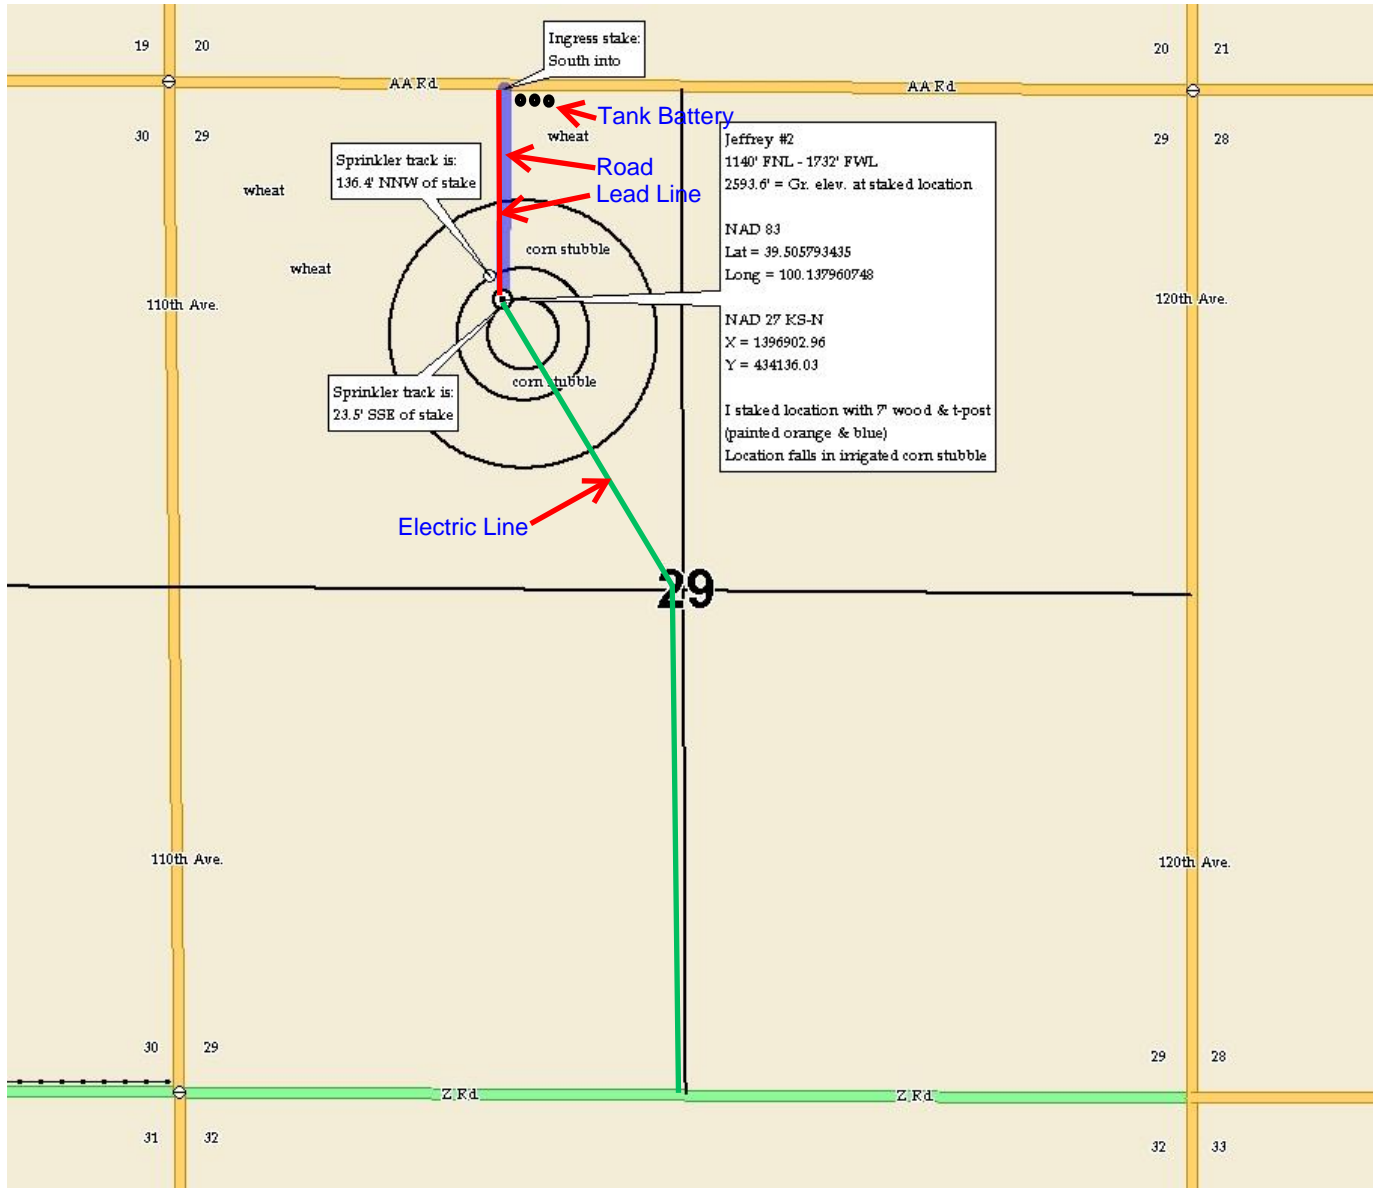 19
20
20
21
Ingress stake:
South into
AA Rd
AA Rd
Tank Battery
30
29
wheat
29
28
Sprinkler track is:
136.4' NNW of stake
Road
Lead Line
wheat
Jeffrey #2
1140' FNL - 1732' FWL
2593.6' = Gr. elev. at staked location
NAD 83
Lat = 39.505793435
Long = 100.137960748
NAD 27 KS-N
X = 1396902.96
Y = 434136.03
I staked location with 7' wood & t-post
(painted orange & blue)
Location falls in irrigated corn stubble
corn stubble
wheat
110th Ave.
120th Ave.
corn stubble
Sprinkler track is:
23.5' SSE of stake
Electric Line
29
110th Ave.
120th Ave.
30
29
29
28
Z Rd
Z Rd
31
32
32
33